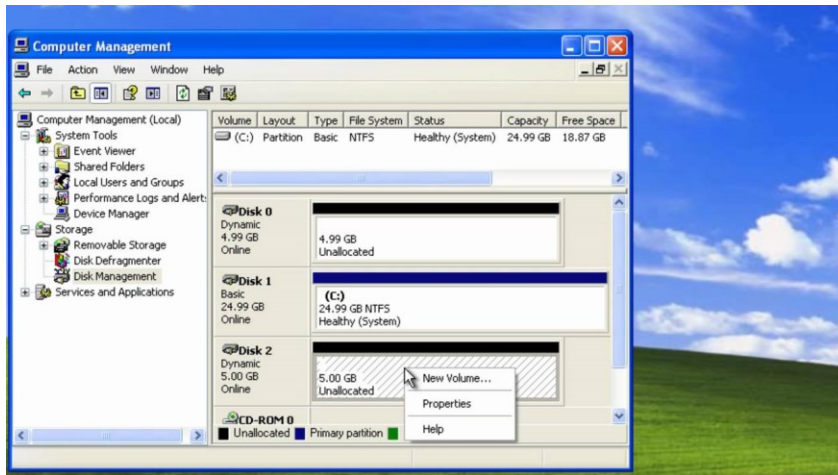 Computer Management
File Action View Window Help
Computer Management (Local)
System Tools
Event Viewer
Shared Folders
Local Users and Groups
Performance Logs and Alert
Device Manager
Storage
Removable Storage
Disk Defragmenter
Disk Management
Services and Applications
Volume Layout Type File System Status Capacity Free Space
(C:) Partition Basic NTFS Healthy (System) 24.99 GB 18.87 GB
Disk 0
Dynamic
4.99 GB
Online
4.99 GB
Unallocated
Disk 1
Basic
24.99 GB
Online
(C:)
24.99 GB NTFS
Healthy (System)
Disk 2
Dynamic
5.00 GB
Online
5.00 GB
Unallocated
New Volume...
Properties
Help
CD-ROM 0
Unallocated Primary partition